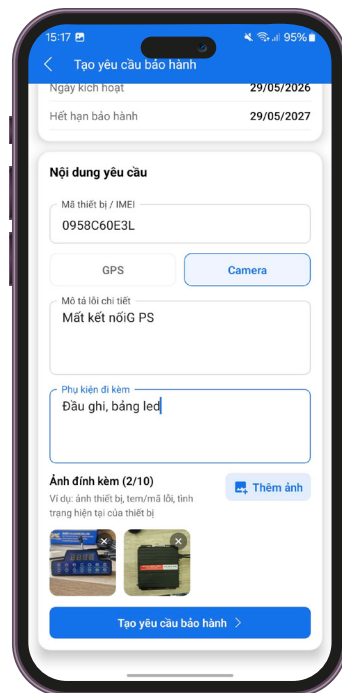 15:17 95%
Tạo yêu cầu bảo hành
Ngày kích hoạt 29/05/2026
Hết hạn bảo hành 29/05/2027
Nội dung yêu cầu
Mã thiết bị / IMEI
0958C60E3L
GPS Camera
Mô tả lỗi chi tiết
Mất kết nốiG PS
Phụ kiện đi kèm
Đầu ghi, bảng led
Ảnh đính kèm (2/10)
Thêm ảnh
Ví dụ: ảnh thiết bị, tem/mã lỗi, tình
trạng hiện tại của thiết bị
Tạo yêu cầu bảo hành